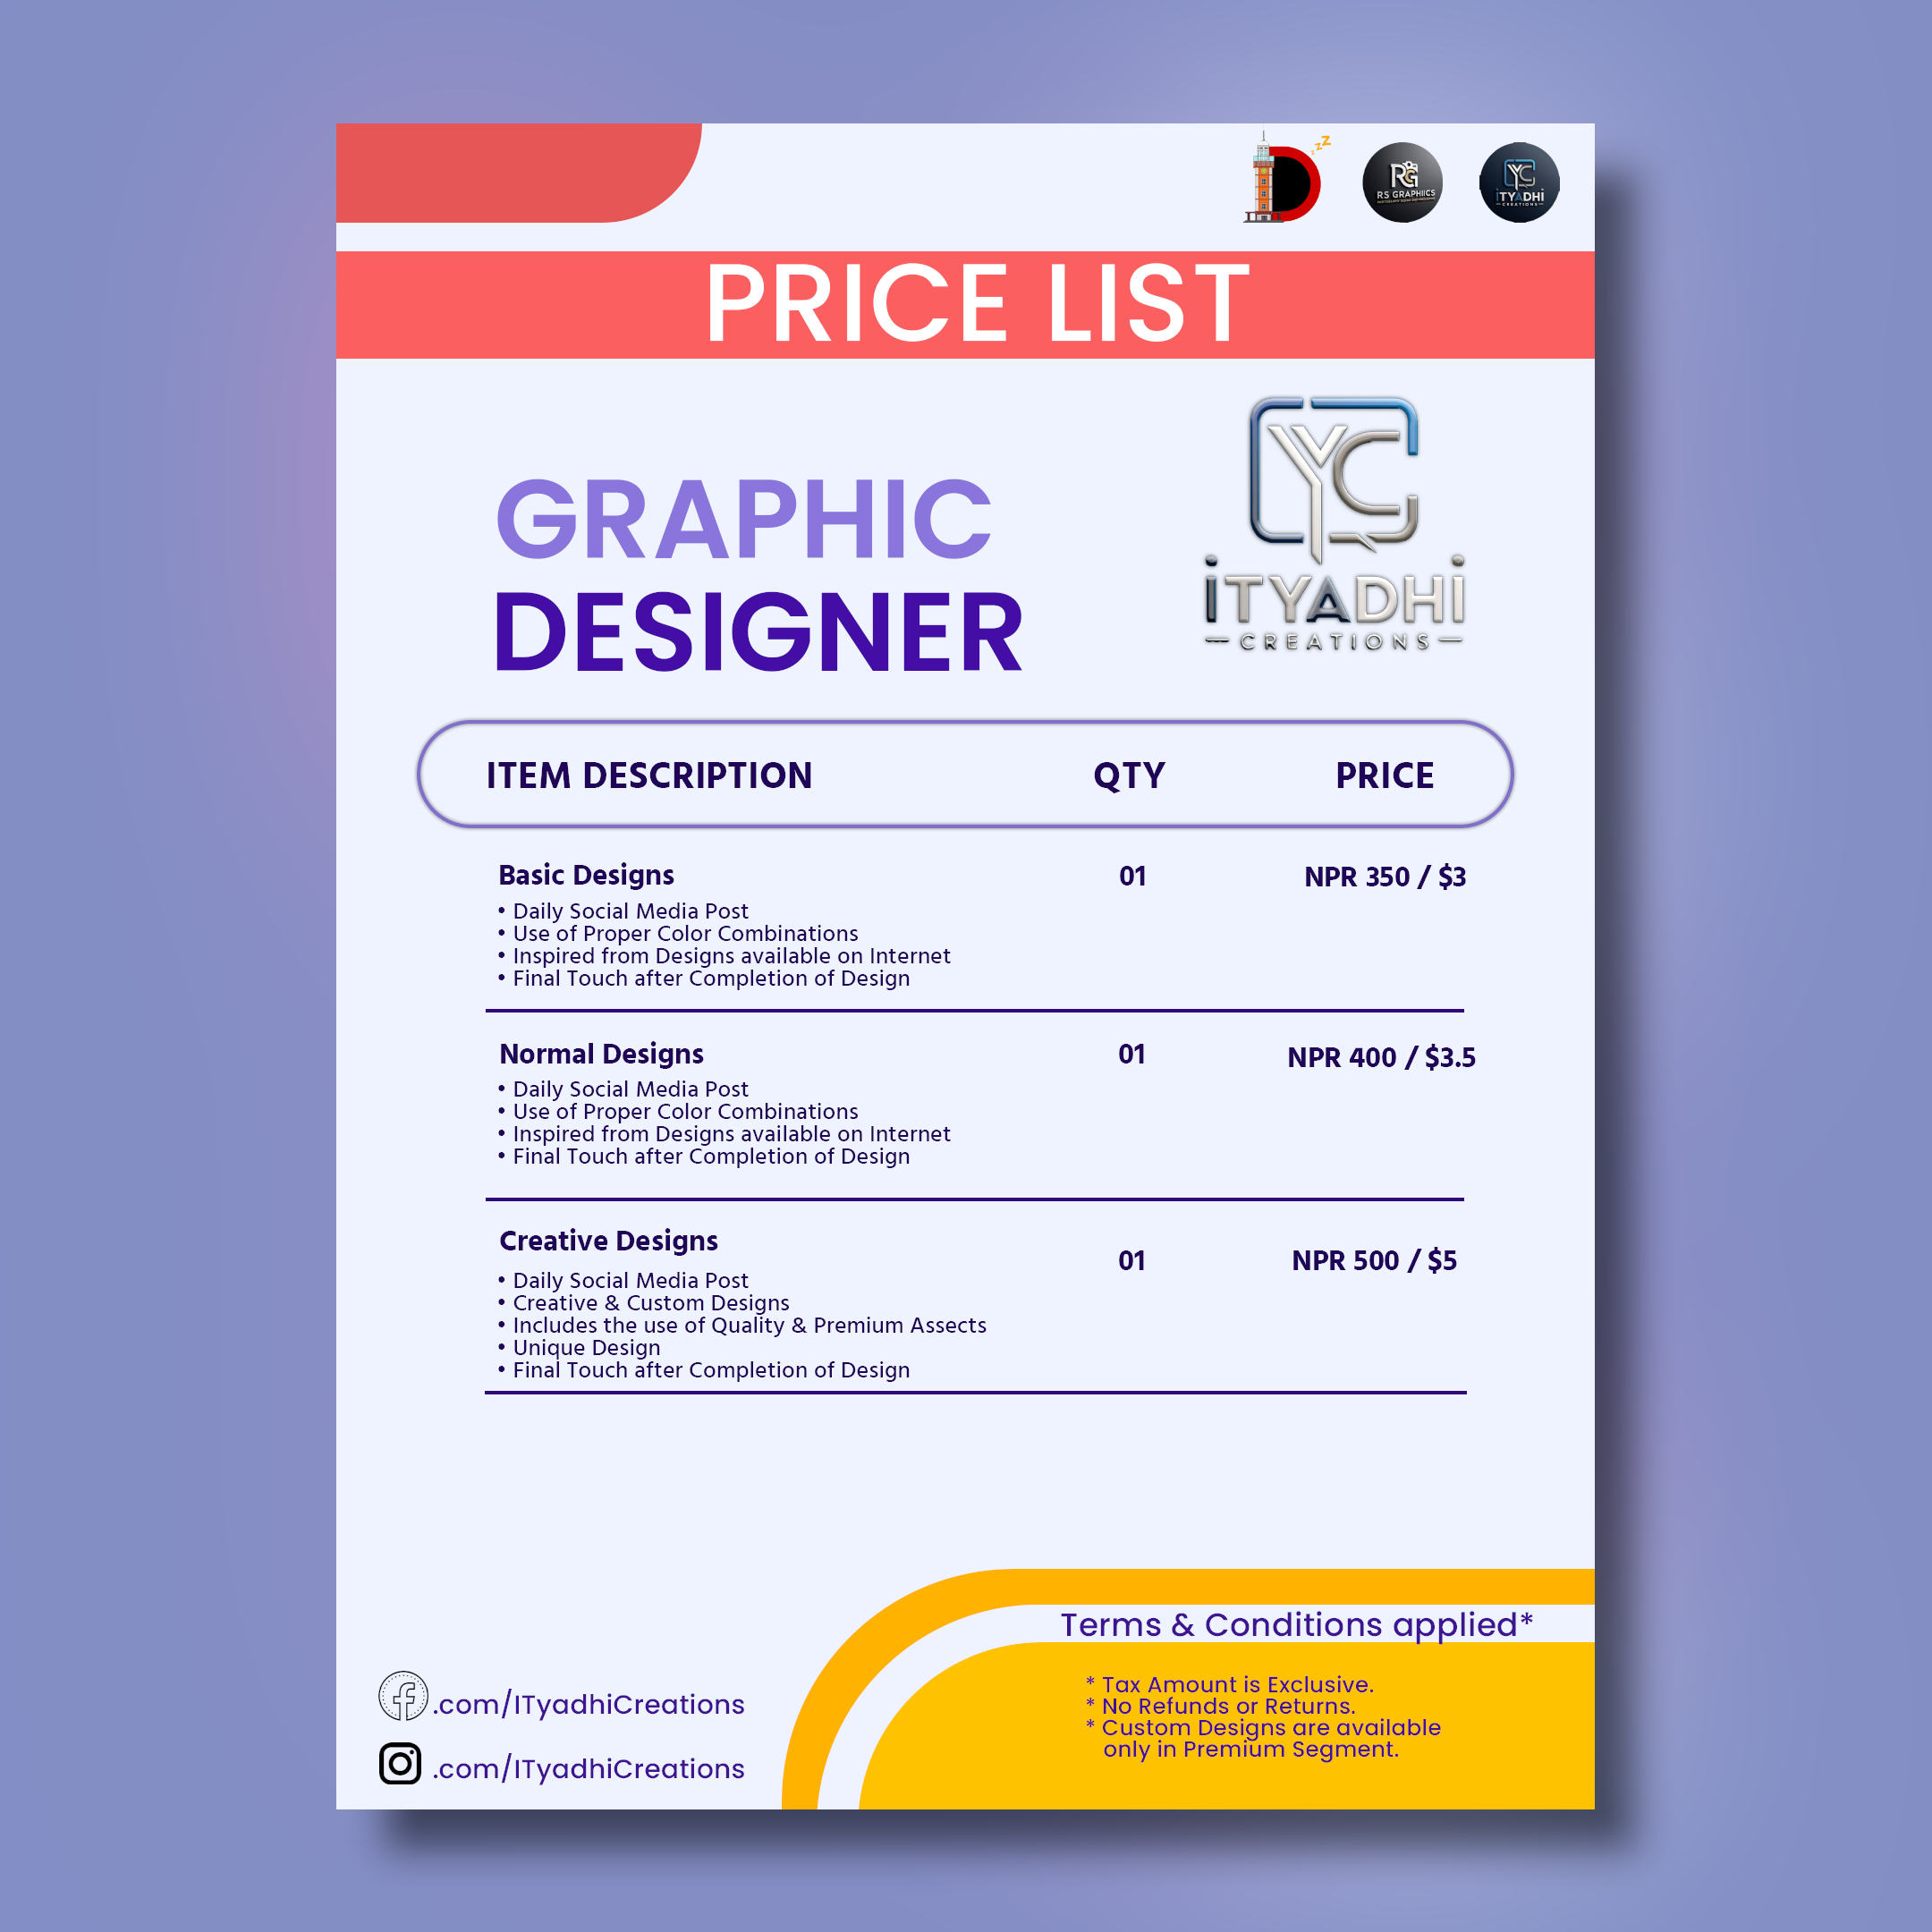 zzZ
RG
RS GRAPHIICS
YC
iTYADHI
CREATIONS
PRICE LIST
GRAPHIC
DESIGNER
YC
iTYADHi
CREATIONS
ITEM DESCRIPTION QTY PRICE
Basic Designs 01 NPR 350 / $3
• Daily Social Media Post
• Use of Proper Color Combinations
• Inspired from Designs available on Internet
• Final Touch after Completion of Design
Normal Designs 01 NPR 400 / $3.5
• Daily Social Media Post
• Use of Proper Color Combinations
• Inspired from Designs available on Internet
• Final Touch after Completion of Design
Creative Designs 01 NPR 500 / $5
• Daily Social Media Post
• Creative & Custom Designs
• Includes the use of Quality & Premium Assects
• Unique Design
• Final Touch after Completion of Design
Terms & Conditions applied*
* Tax Amount is Exclusive.
* No Refunds or Returns.
* Custom Designs are available
only in Premium Segment.
.com/ITyadhiCreations
.com/ITyadhiCreations